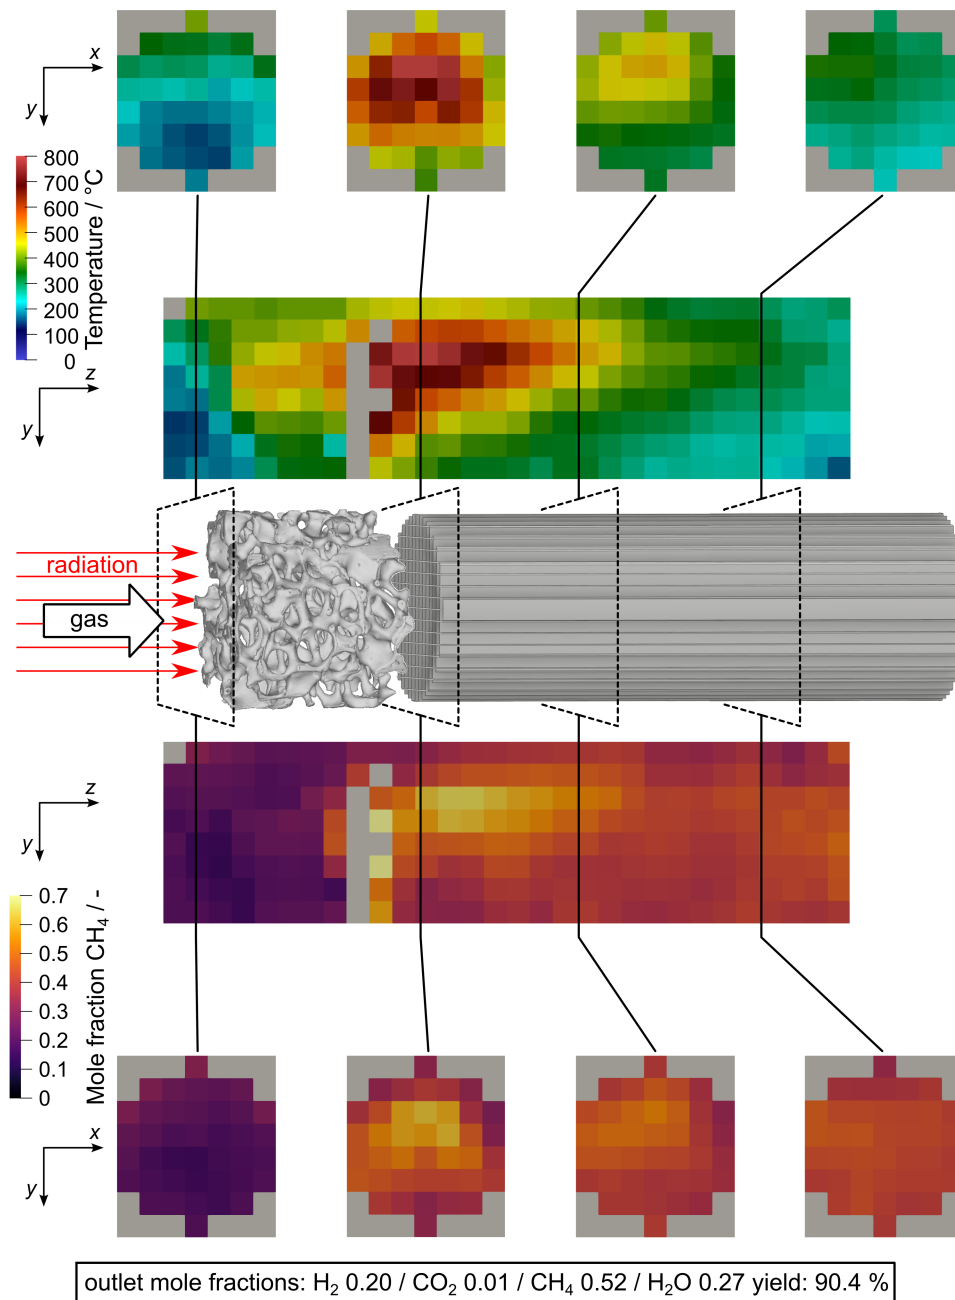 x
y
800
700
600
500
400
300
200
100
0
Temperature / °C
z
y
radiation
gas
z
y
0.7
0.6
0.5
0.4
0.3
0.2
0.1
0
Mole fraction CH₄ / -
x
y
outlet mole fractions: H₂ 0.20 / CO₂ 0.01 / CH₄ 0.52 / H₂O 0.27 yield: 90.4 %